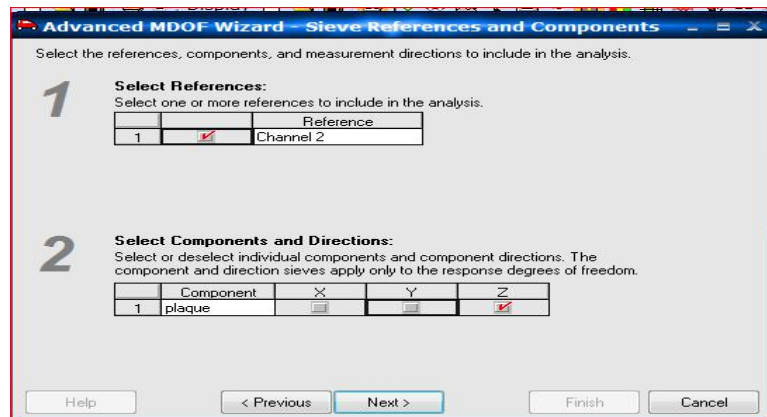 Advanced MDOF Wizard - Sieve References and Components
Select the references, components, and measurement directions to include in the analysis.
1
Select References:
Select one or more references to include in the analysis.
Reference
1 Channel 2
2
Select Components and Directions:
Select or deselect individual components and component directions. The
component and direction sieves apply only to the response degrees of freedom.
Component X Y Z
1 plaque
Help < Previous Next > Finish Cancel